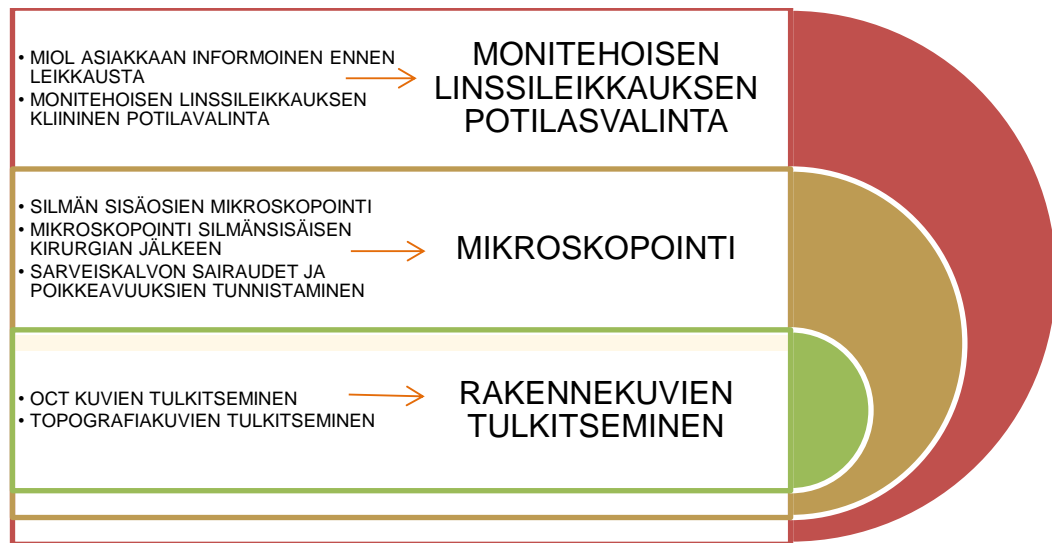 • MIOL ASIAKKAAN INFORMOINEN ENNEN
LEIKKAUSTA
• MONITEHOISEN LINSSILEIKKAUKSEN
KLIININEN POTILAVALINTA
MONITEHOISEN
LINSSILEIKKAUKSEN
POTILASVALINTA
• SILMÄN SISÄOSIEN MIKROSKOPOINTI
• MIKROSKOPOINTI SILMÄNSISÄISEN
KIRURGIAN JÄLKEEN
• SARVEISKALVON SAIRAUDET JA
POIKKEAVUUKSIEN TUNNISTAMINEN
MIKROSKOPOINTI
• OCT KUVIEN TULKITSEMINEN
• TOPOGRAFIAKUVIEN TULKITSEMINEN
RAKENNEKUVIEN
TULKITSEMINEN